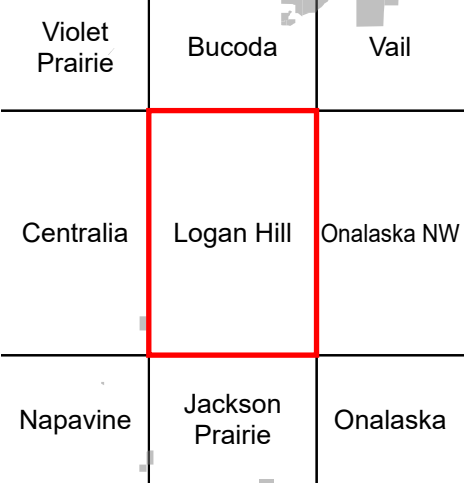 Violet
Prairie
Bucoda
Vail
Centralia
Logan Hill
Onalaska NW
Napavine
Jackson
Prairie
Onalaska